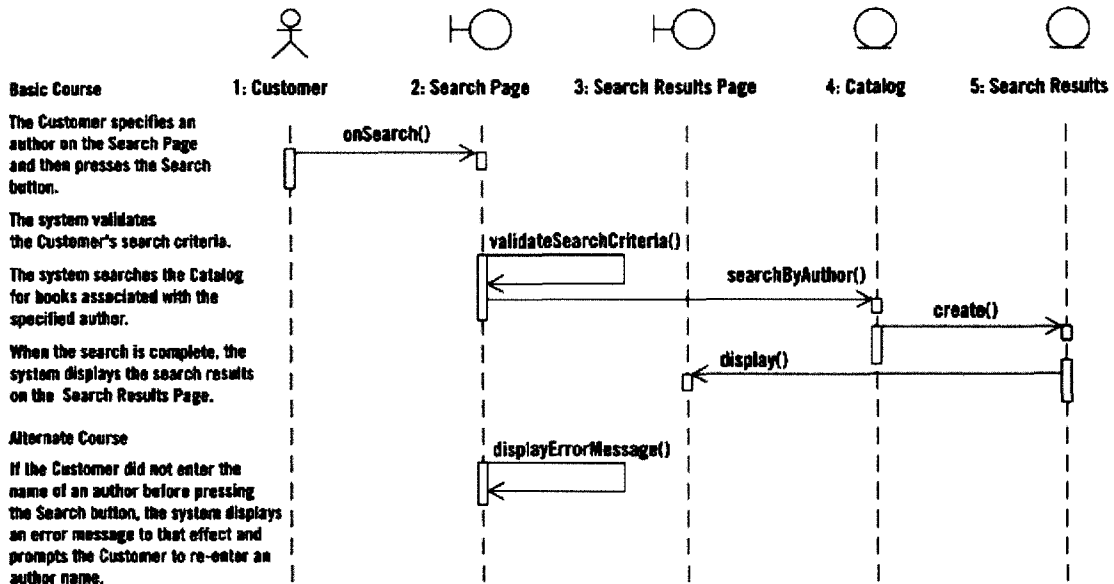 Basic Course
1: Customer
2: Search Page
3: Search Results Page
4: Catalog
5: Search Results
The Customer specifies an
author on the Search Page
and then presses the Search
button.
onSearch()
The system validates
the Customer's search criteria.
validateSearchCriteria()
The system searches the Catalog
for books associated with the
specified author.
searchByAuthor()
create()
When the search is complete, the
system displays the search results
on the Search Results Page.
display()
Alternate Course
If the Customer did not enter the
name of an author before pressing
the Search button, the system displays
an error message to that effect and
prompts the Customer to re-enter an
author name.
displayErrorMessage()